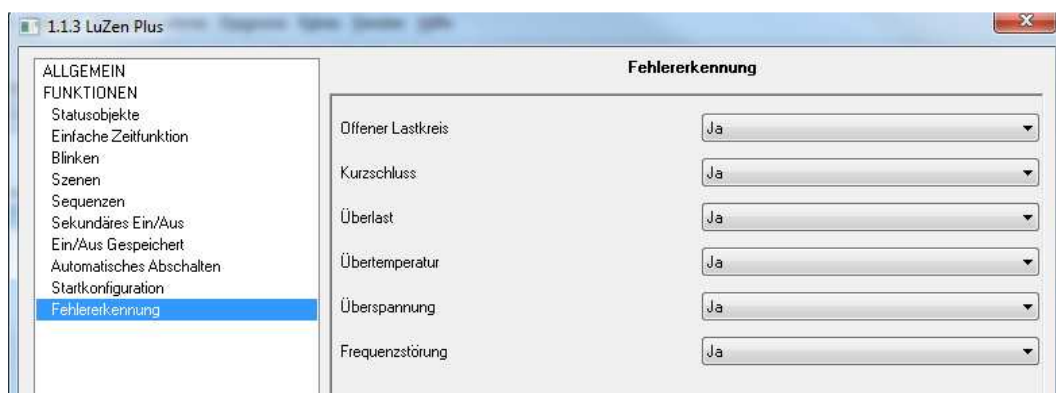 1.1.3 LuZen Plus
ALLGEMEIN
FUNKTIONEN
Statusobjekte
Einfache Zeitfunktion
Blinken
Szenen
Sequenzen
Sekundäres Ein/Aus
Ein/Aus Gespeichert
Automatisches Abschalten
Startkonfiguration
Fehlererkennung
Fehlererkennung
Offener Lastkreis Ja
Kurzschluss Ja
Überlast Ja
Übertemperatur Ja
Überspannung Ja
Frequenzstörung Ja